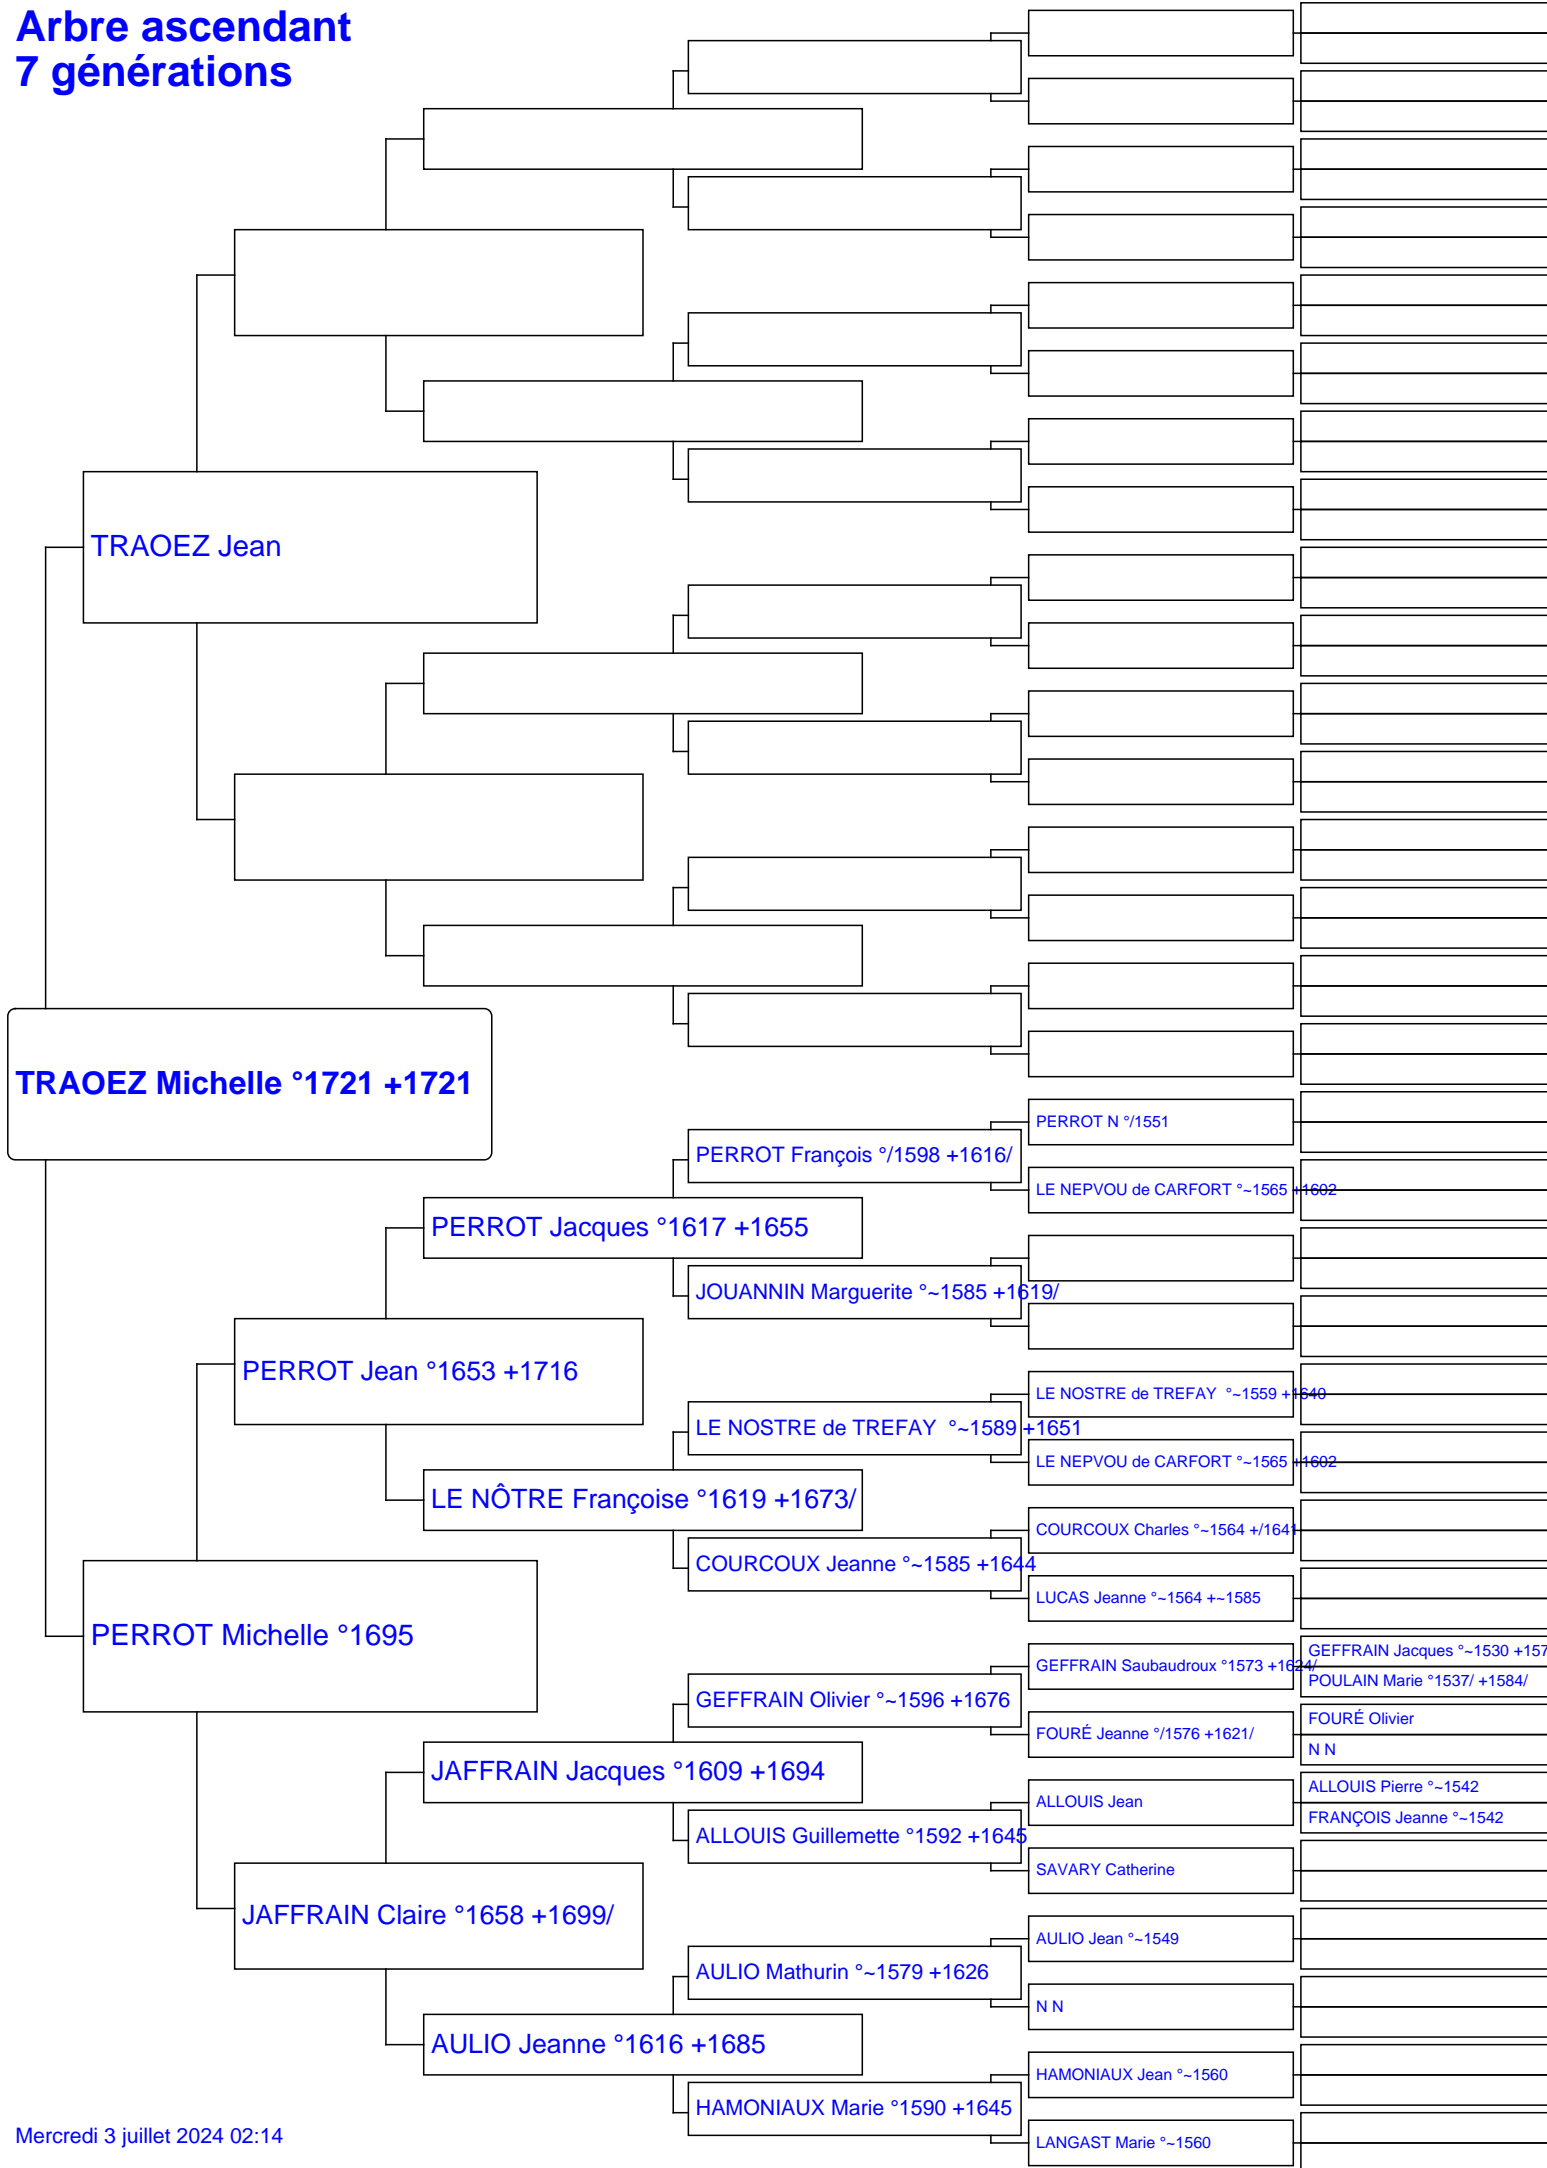 Arbre ascendant
7 générations
TRAOEZ Jean
TRAOEZ Michelle °1721 +1721
PERROT N °/1551
PERROT François °/1598 +1616/
LE NEPVOU de CARFORT °~1565 +1602
PERROT Jacques °1617 +1655
JOUANNIN Marguerite °~1585 +1619/
PERROT Jean °1653 +1716
LE NOSTRE de TREFAY °~1559 +1640
LE NOSTRE de TREFAY °~1589 +1651
LE NEPVOU de CARFORT °~1565 +1602
LE NÔTRE Françoise °1619 +1673/
COURCOUX Charles °~1564 +/1641
COURCOUX Jeanne °~1585 +1644
LUCAS Jeanne °~1564 +~1585
PERROT Michelle °1695
GEFFRAIN Jacques °~1530 +157
GEFFRAIN Saubaudroux °1573 +1624/
POULAIN Marie °1537/ +1584/
GEFFRAIN Olivier °~1596 +1676
FOURÉ Olivier
FOURÉ Jeanne °/1576 +1621/
N N
JAFFRAIN Jacques °1609 +1694
ALLOUIS Pierre °~1542
ALLOUIS Jean
FRANÇOIS Jeanne °~1542
ALLOUIS Guillemette °1592 +1645
SAVARY Catherine
JAFFRAIN Claire °1658 +1699/
AULIO Jean °~1549
AULIO Mathurin °~1579 +1626
N N
AULIO Jeanne °1616 +1685
HAMONIAUX Jean °~1560
HAMONIAUX Marie °1590 +1645
LANGAST Marie °~1560
Mercredi 3 juillet 2024 02:14